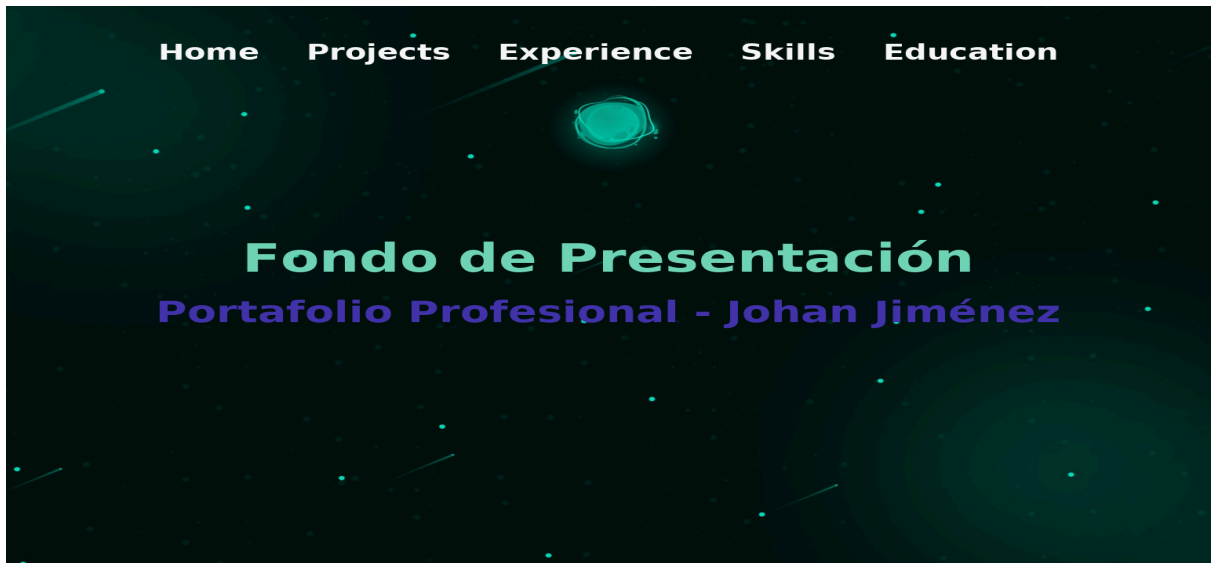 Home Projects Experience Skills Education
Fondo de Presentación
Portafolio Profesional - Johan Jiménez